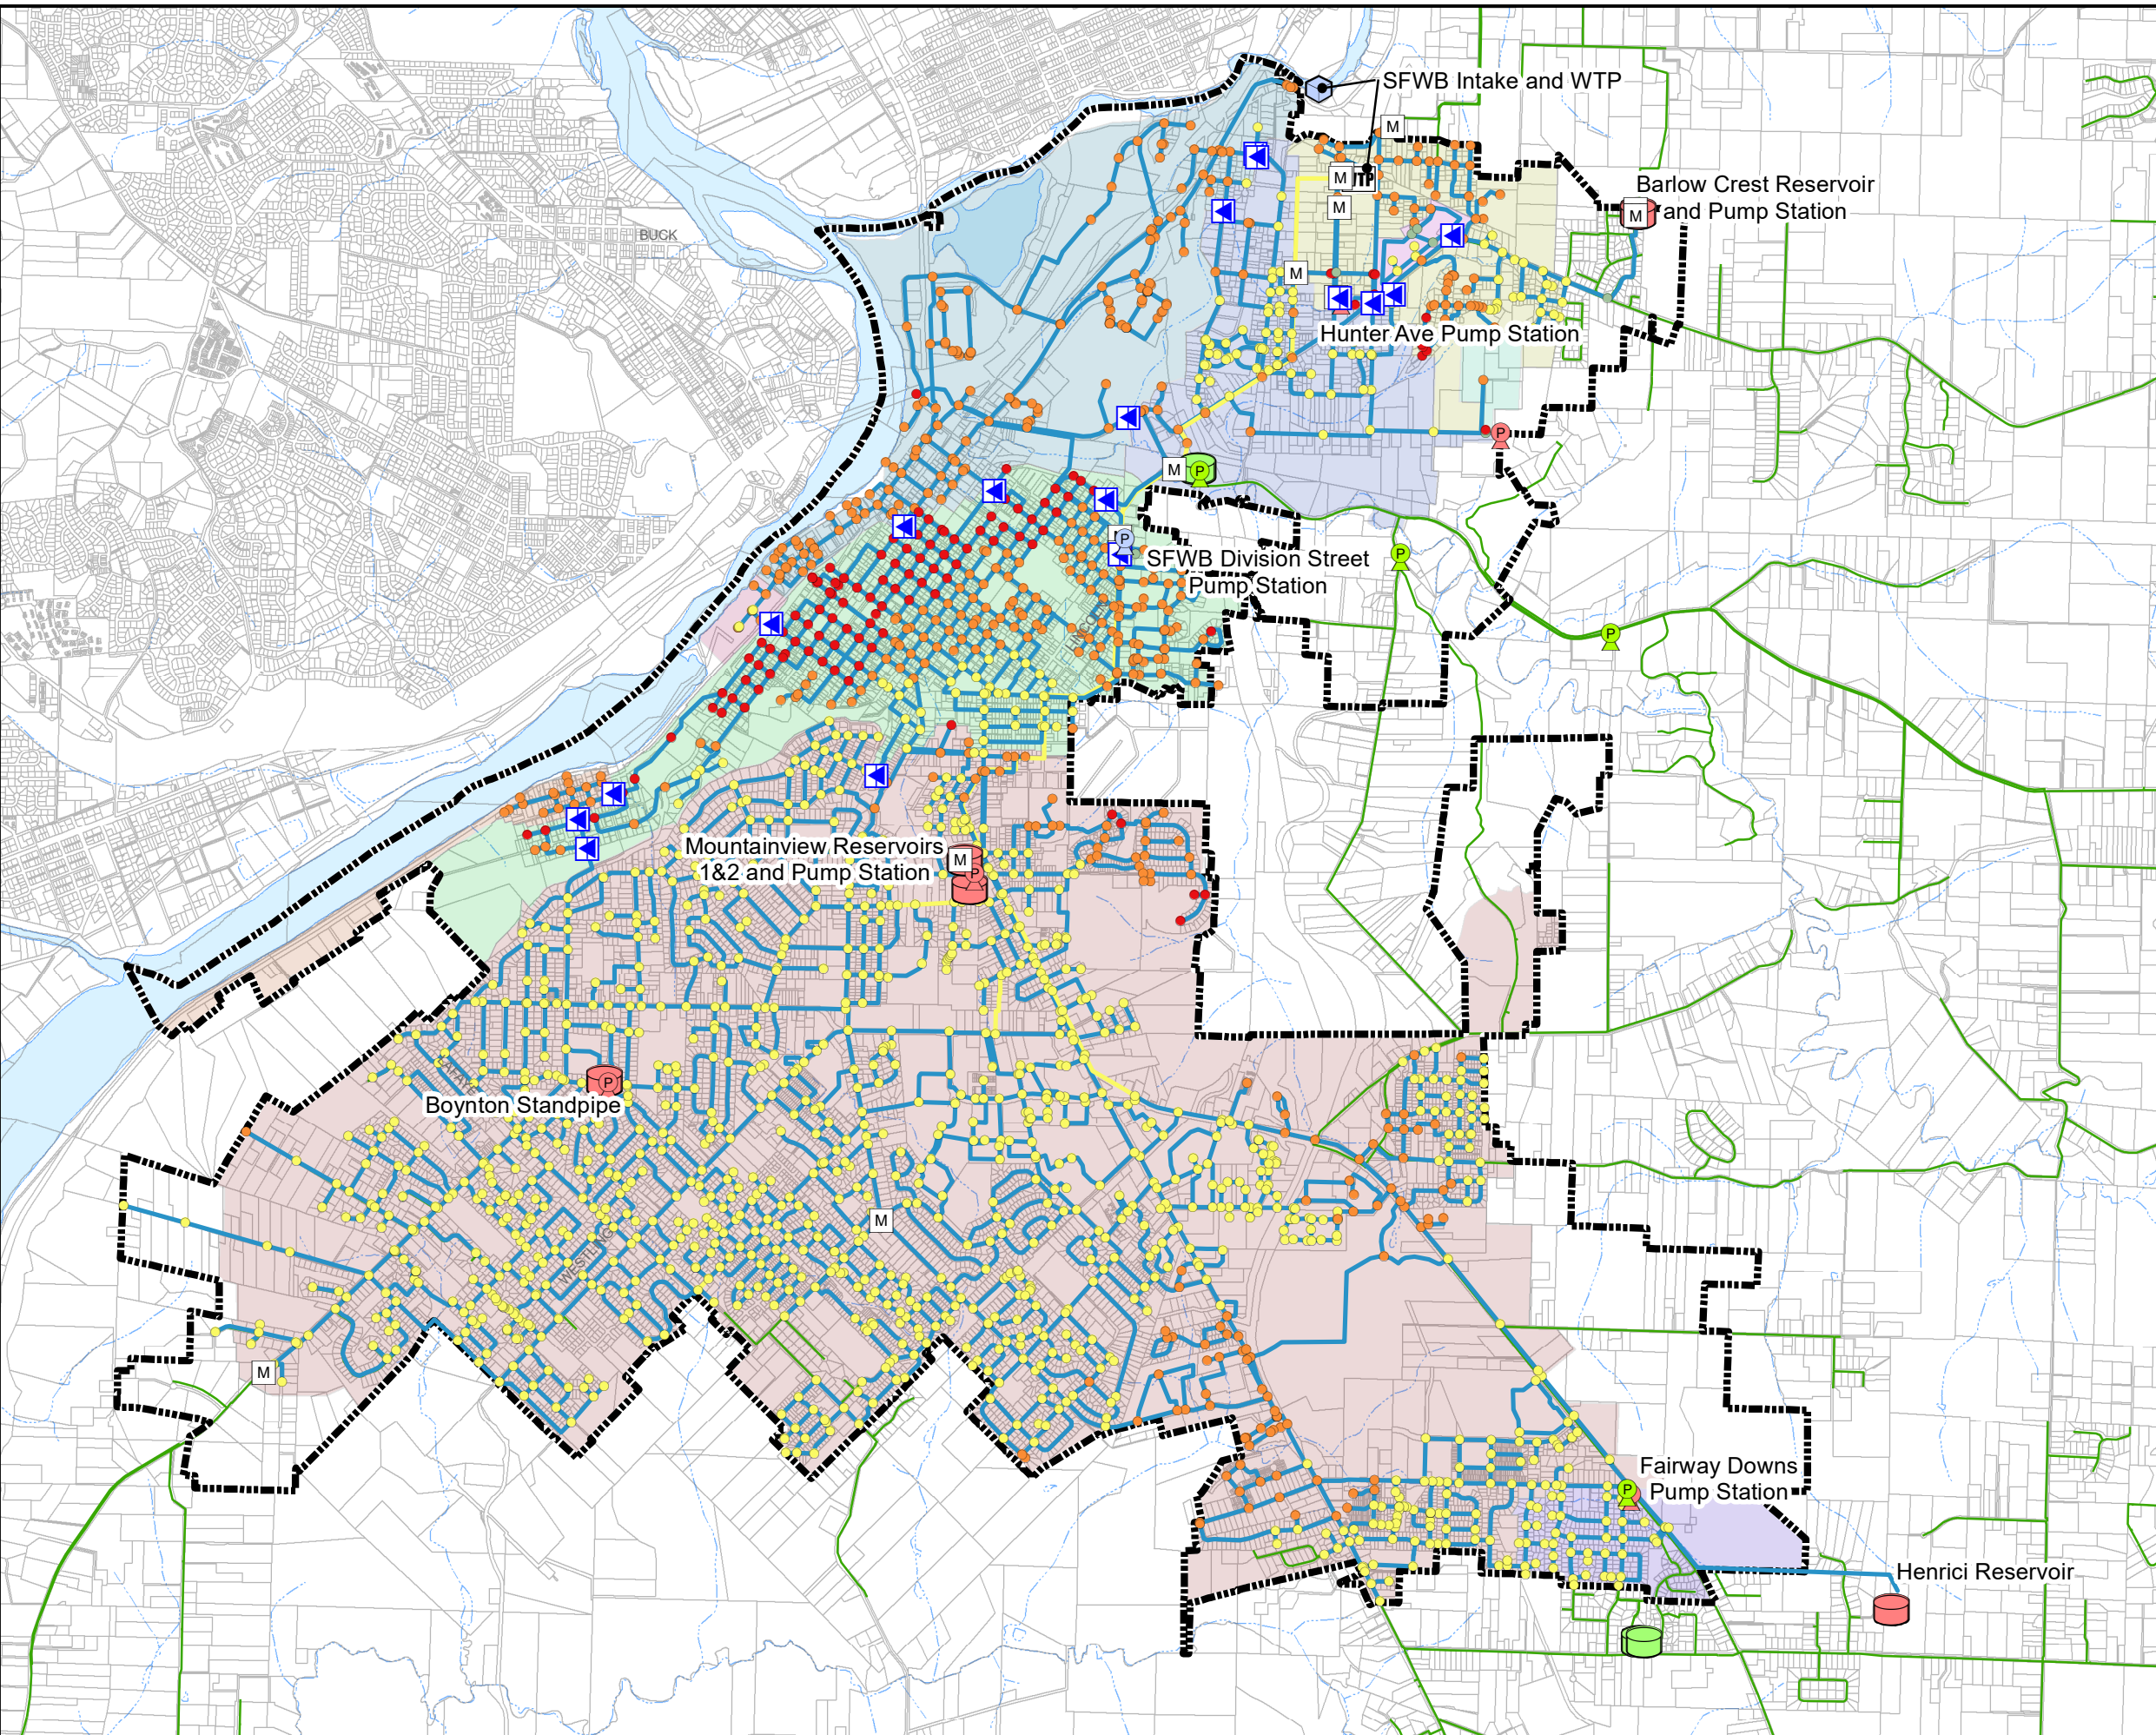 SFWB Intake and WTP
M
Barlow Crest Reservoir
and Pump Station
M
M
M
BUCK
M
Hunter Ave Pump Station
P
M
P
P
SFWB Division Street
Pump Station
P
P
Mountainview Reservoirs
1&2 and Pump Station
M
P
P
Boynton Standpipe
M
M
Fairway Downs
Pump Station
P
Henrici Reservoir